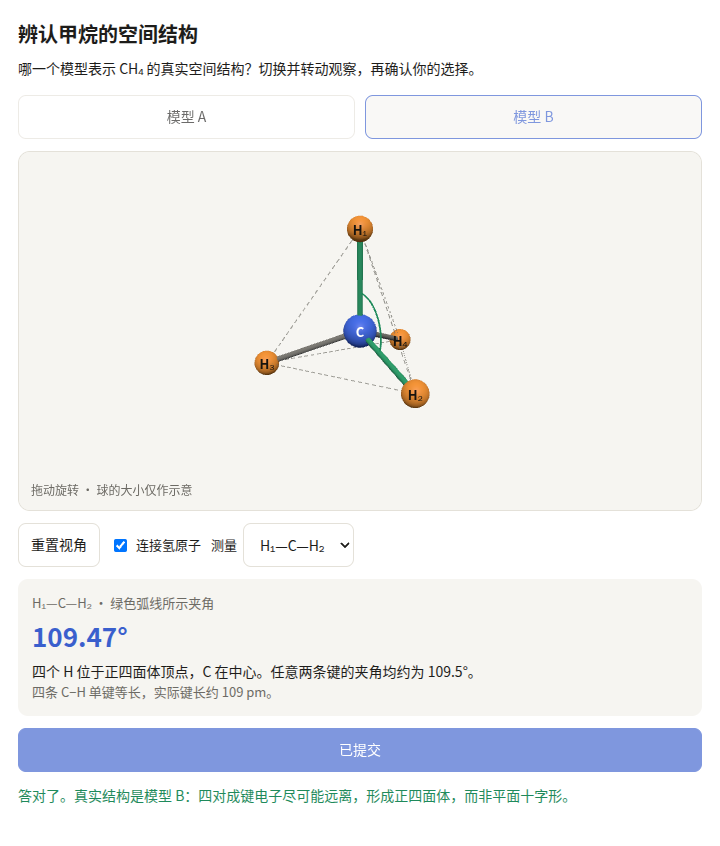 辨认甲烷的空间结构
哪一个模型表示 CH₄ 的真实空间结构？切换并转动观察，再确认你的选择。
模型 A
模型 B
H₁
C
H₄
H₃
H₂
拖动旋转 · 球的大小仅作示意
重置视角
连接氢原子
测量
H₁—C—H₂
H₁—C—H₂ · 绿色弧线所示夹角
109.47°
四个 H 位于正四面体顶点，C 在中心。任意两条键的夹角均约为 109.5°。
四条 C–H 单键等长，实际键长约 109 pm。
已提交
答对了。真实结构是模型 B：四对成键电子尽可能远离，形成正四面体，而非平面十字形。